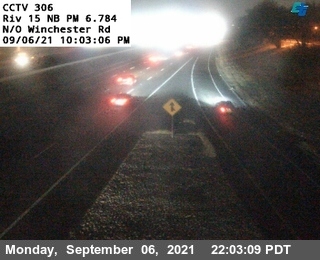 CCTV 306
Riv 15 NB PM 6.784
N/O Winchester Rd
09/06/21 10:03:06 PM
Monday, September 06, 2021 22:03:09 PDT